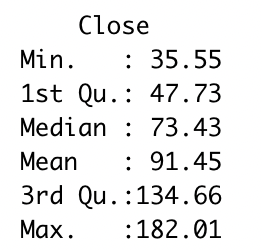 Close
Min.   : 35.55
1st Qu.: 47.73
Median : 73.43
Mean   : 91.45
3rd Qu.:134.66
Max.   :182.01